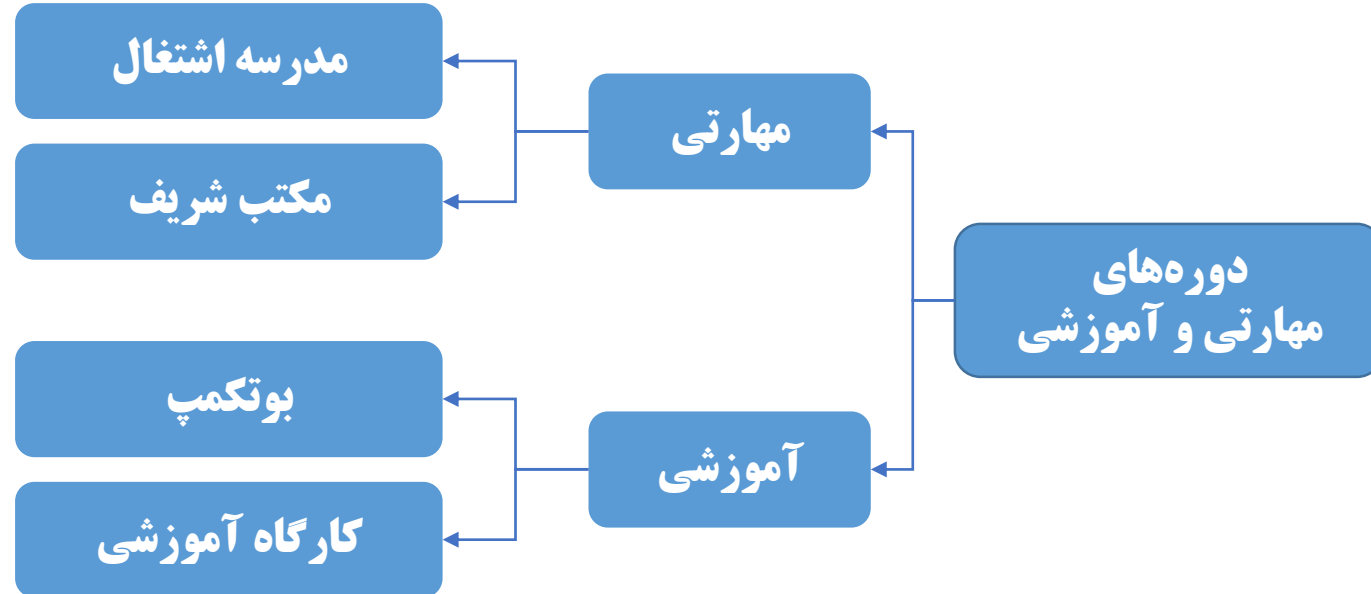 دوره‌های
مهارتی و آموزشی
مهارتی
مدرسه اشتغال
مکتب شریف
آموزشی
بوتکمپ
کارگاه آموزشی